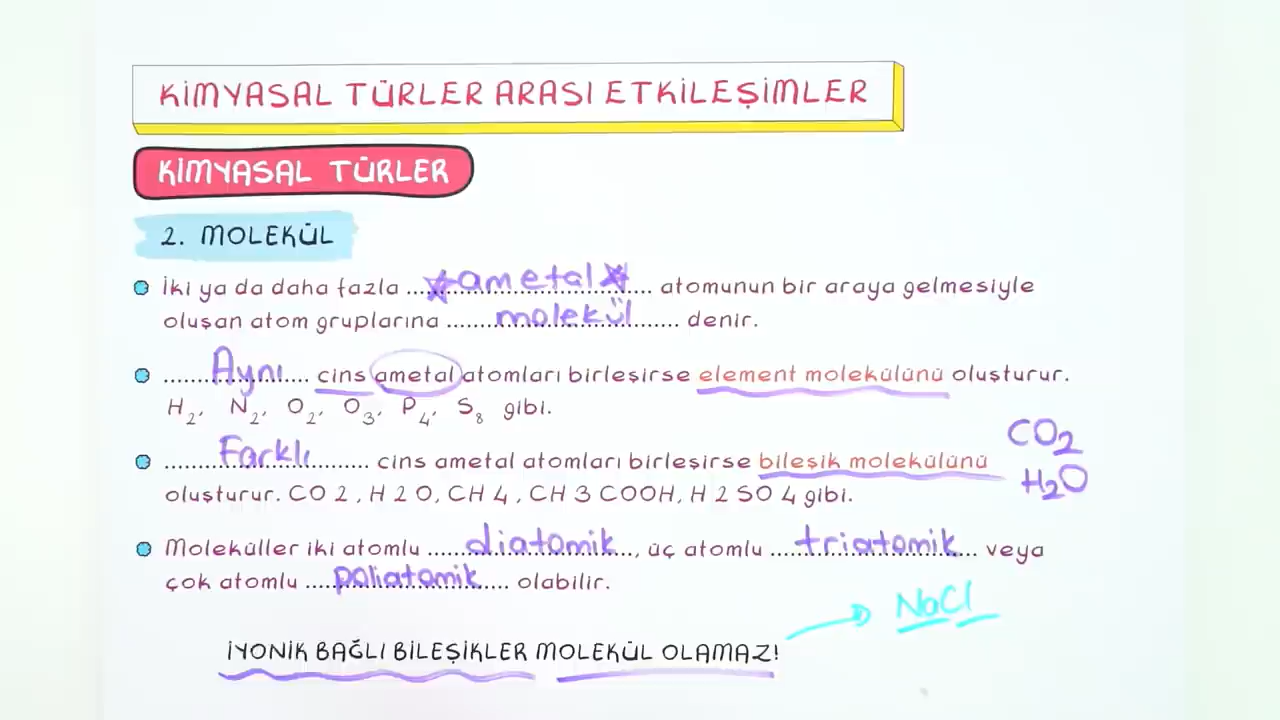 KİMYASAL TÜRLER ARASI ETKİLEŞİMLER
KİMYASAL TÜRLER
2. MOLEKÜL
İki ya da daha fazla ...☆ametal☆... atomunun bir araya gelmesiyle
oluşan atom gruplarına ...molekül... denir.
...Aynı... cins ametal atomları birleşirse element molekülünü oluşturur.
H2, N2, O2, O3, P4, S8 gibi.
...Farklı... cins ametal atomları birleşirse bileşik molekülünü
oluşturur. CO 2 , H 2 O, CH 4 , CH 3 COOH, H 2 SO 4 gibi.
CO2
H2O
Moleküller iki atomlu ...diatomik..., üç atomlu ...triatomik... veya
çok atomlu ...poliatomik... olabilir.
NaCl
İYONİK BAĞLI BİLEŞİKLER MOLEKÜL OLAMAZ!